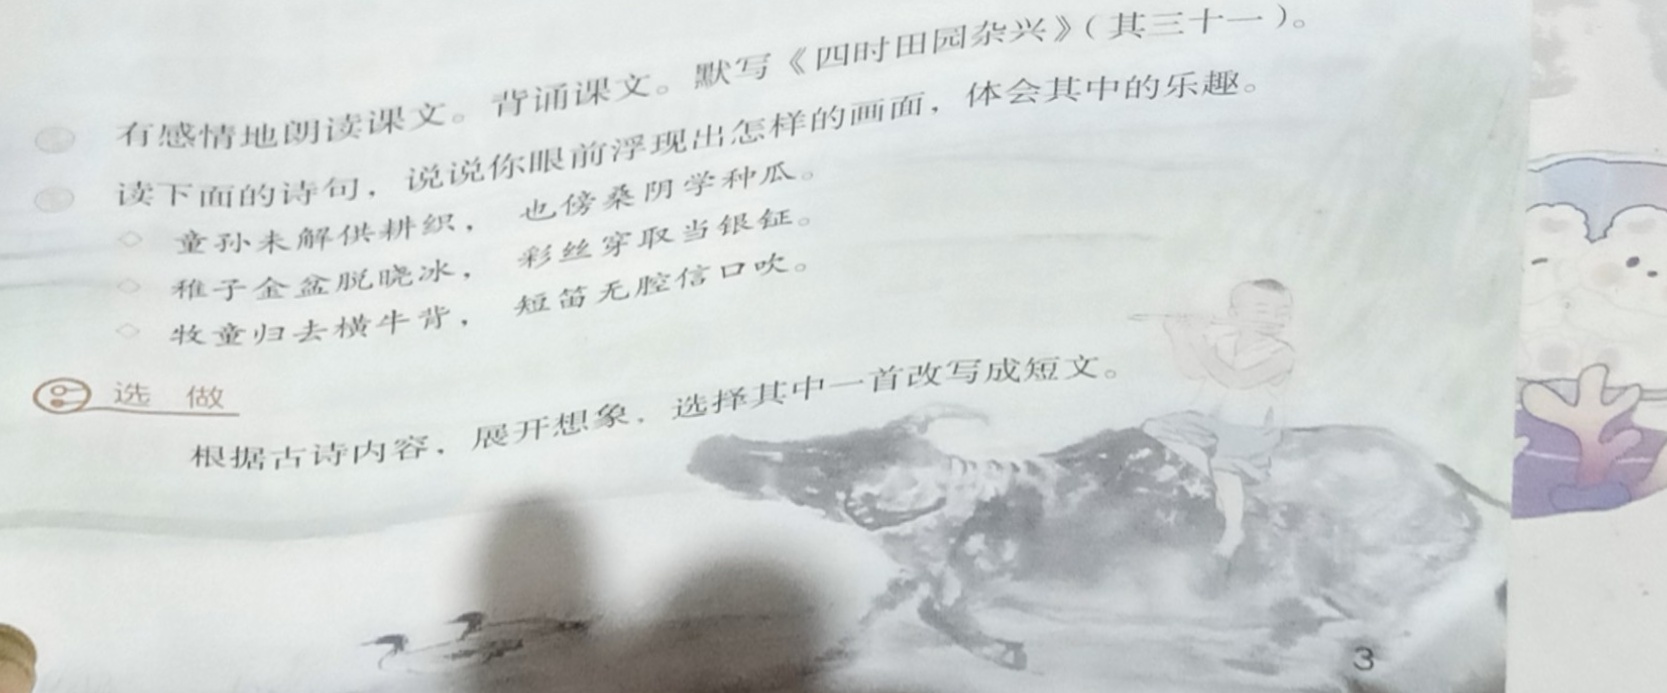 有感情地朗读课文。背诵课文。默写《四时田园杂兴》(其三十一)。
读下面的诗句，说说你眼前浮现出怎样的画面，体会其中的乐趣。
◇ 童孙未解供耕织，也傍桑阴学种瓜。
◇ 稚子金盆脱晓冰，彩丝穿取当银钲。
◇ 牧童归去横牛背，短笛无腔信口吹。
选 做
根据古诗内容，展开想象，选择其中一首改写成短文。
3